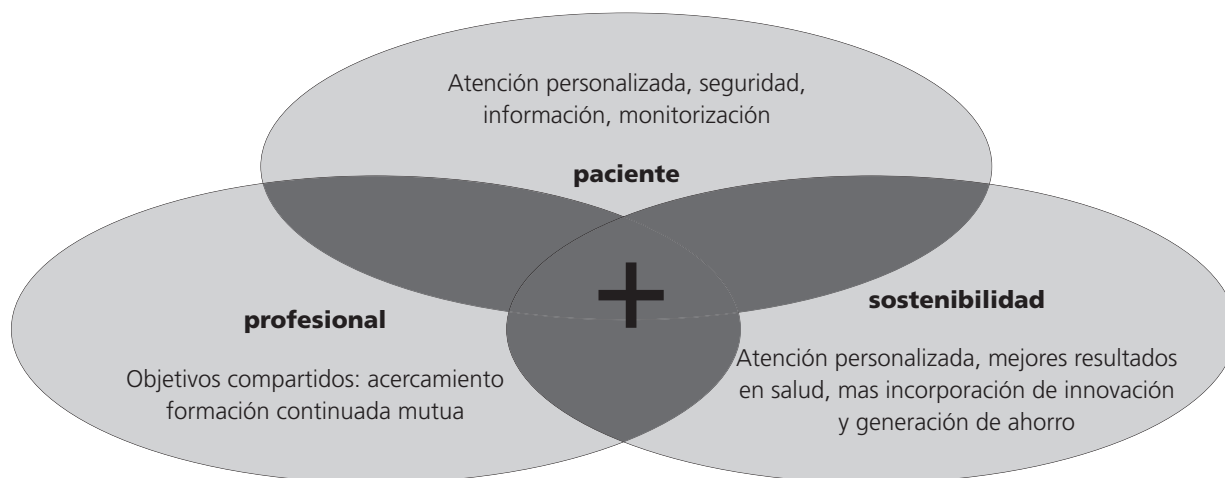 Atención personalizada, seguridad,
información, monitorización
paciente
+
profesional
Objetivos compartidos: acercamiento
formación continuada mutua
sostenibilidad
Atención personalizada, mejores resultados
en salud, mas incorporación de innovación
y generación de ahorro